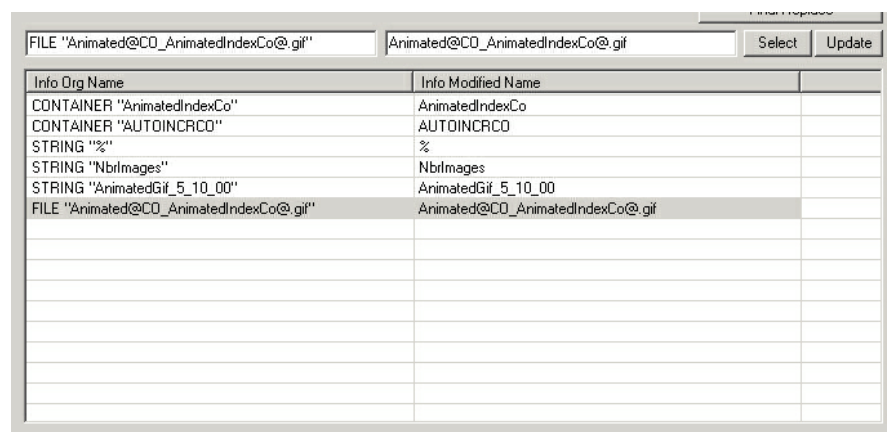 FILE "Animated@CO_AnimatedIndexCo@.gif" Animated@CO_AnimatedIndexCo@.gif Select Update
Info Org Name Info Modified Name
CONTAINER "AnimatedIndexCo" AnimatedIndexCo
CONTAINER "AUTOINCRCO" AUTOINCRCO
STRING "%" %
STRING "NbrImages" NbrImages
STRING "AnimatedGif_5_10_00" AnimatedGif_5_10_00
FILE "Animated@CO_AnimatedIndexCo@.gif" Animated@CO_AnimatedIndexCo@.gif